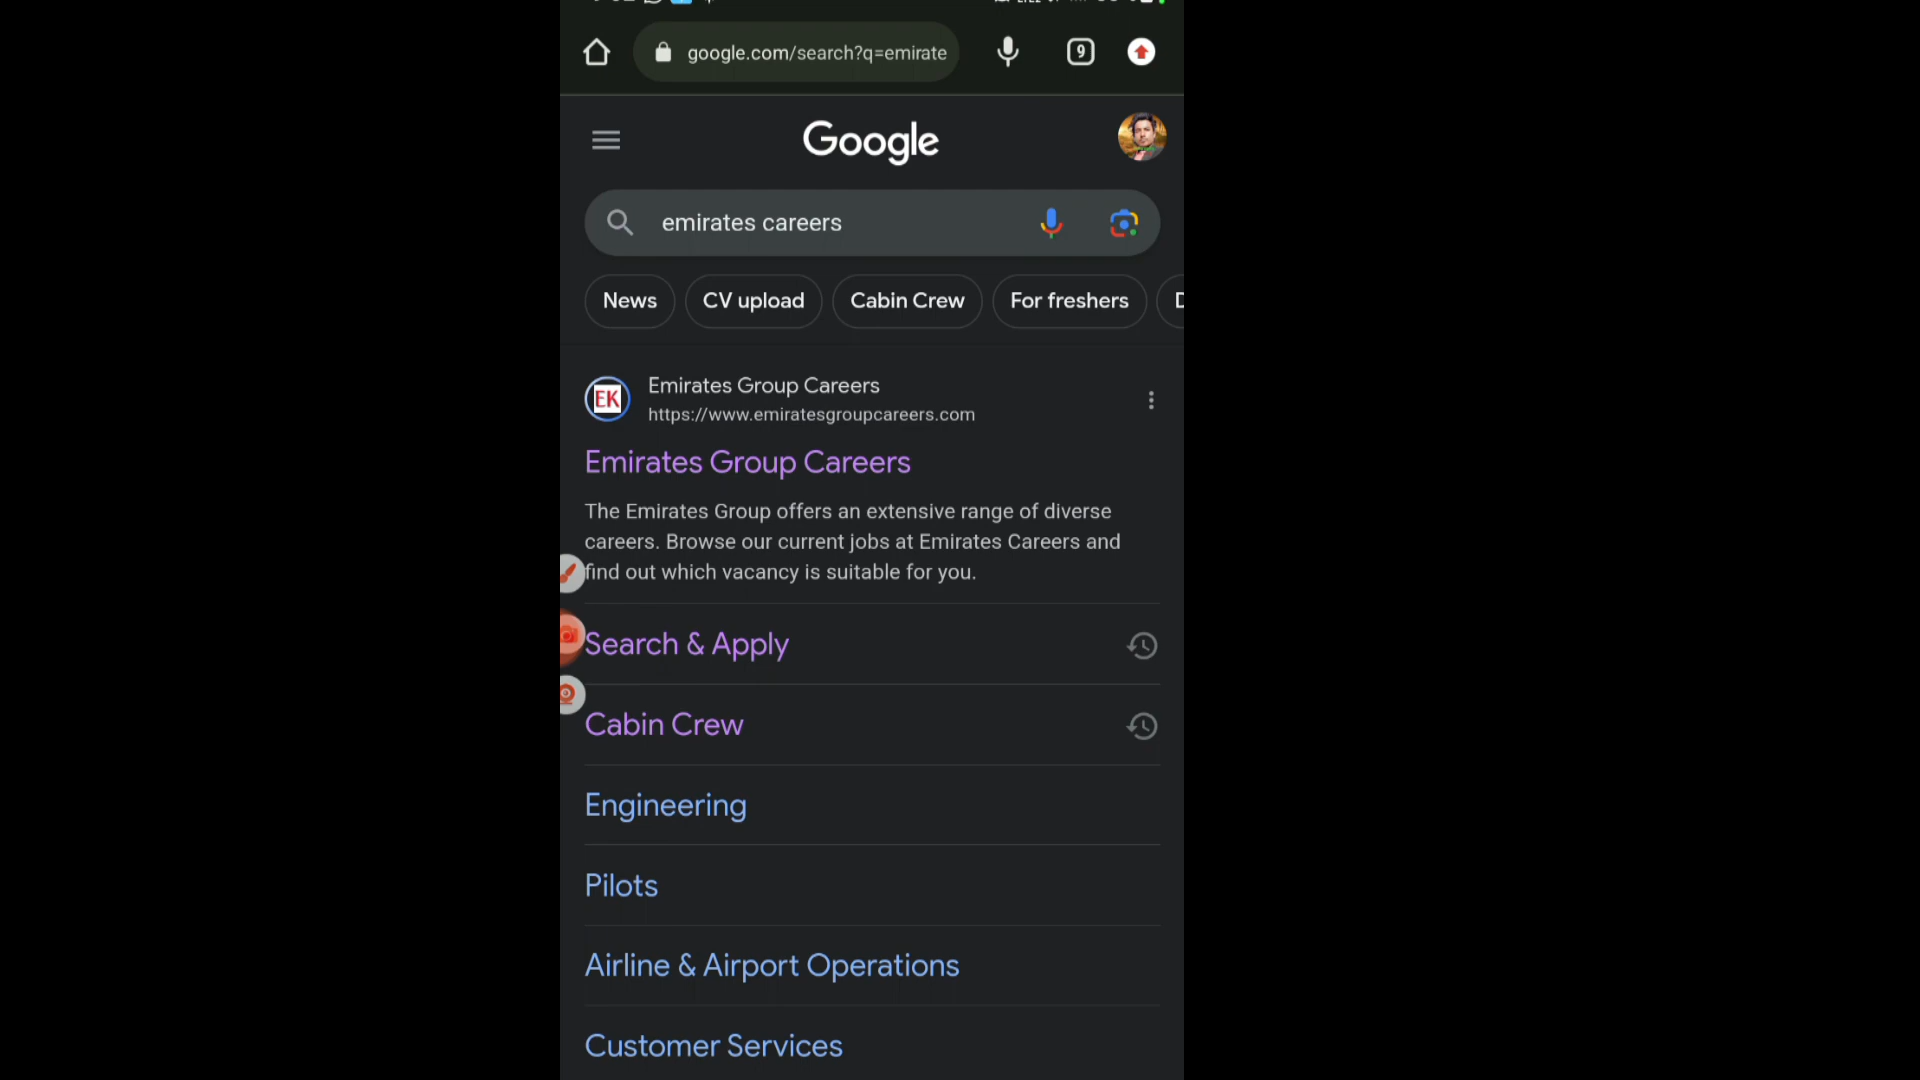 google.com/search?q=emirate
9
Google
emirates careers
News
CV upload
Cabin Crew
For freshers
EK
Emirates Group Careers
https://www.emiratesgroupcareers.com
Emirates Group Careers
The Emirates Group offers an extensive range of diverse
careers. Browse our current jobs at Emirates Careers and
find out which vacancy is suitable for you.
Search & Apply
Cabin Crew
Engineering
Pilots
Airline & Airport Operations
Customer Services